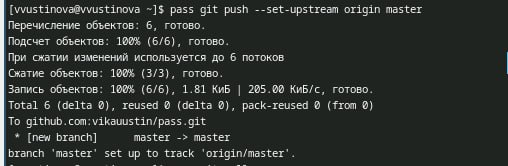 [vvustinova@vvustinova ~]$ pass git push --set-upstream origin master
Перечисление объектов: 6, готово.
Подсчет объектов: 100% (6/6), готово.
При сжатии изменений используется до 6 потоков
Сжатие объектов: 100% (3/3), готово.
Запись объектов: 100% (6/6), 1.81 КиБ | 205.00 КиБ/с, готово.
Total 6 (delta 0), reused 0 (delta 0), pack-reused 0 (from 0)
To github.com:vikauustin/pass.git
 * [new branch]      master -> master
branch 'master' set up to track 'origin/master'.